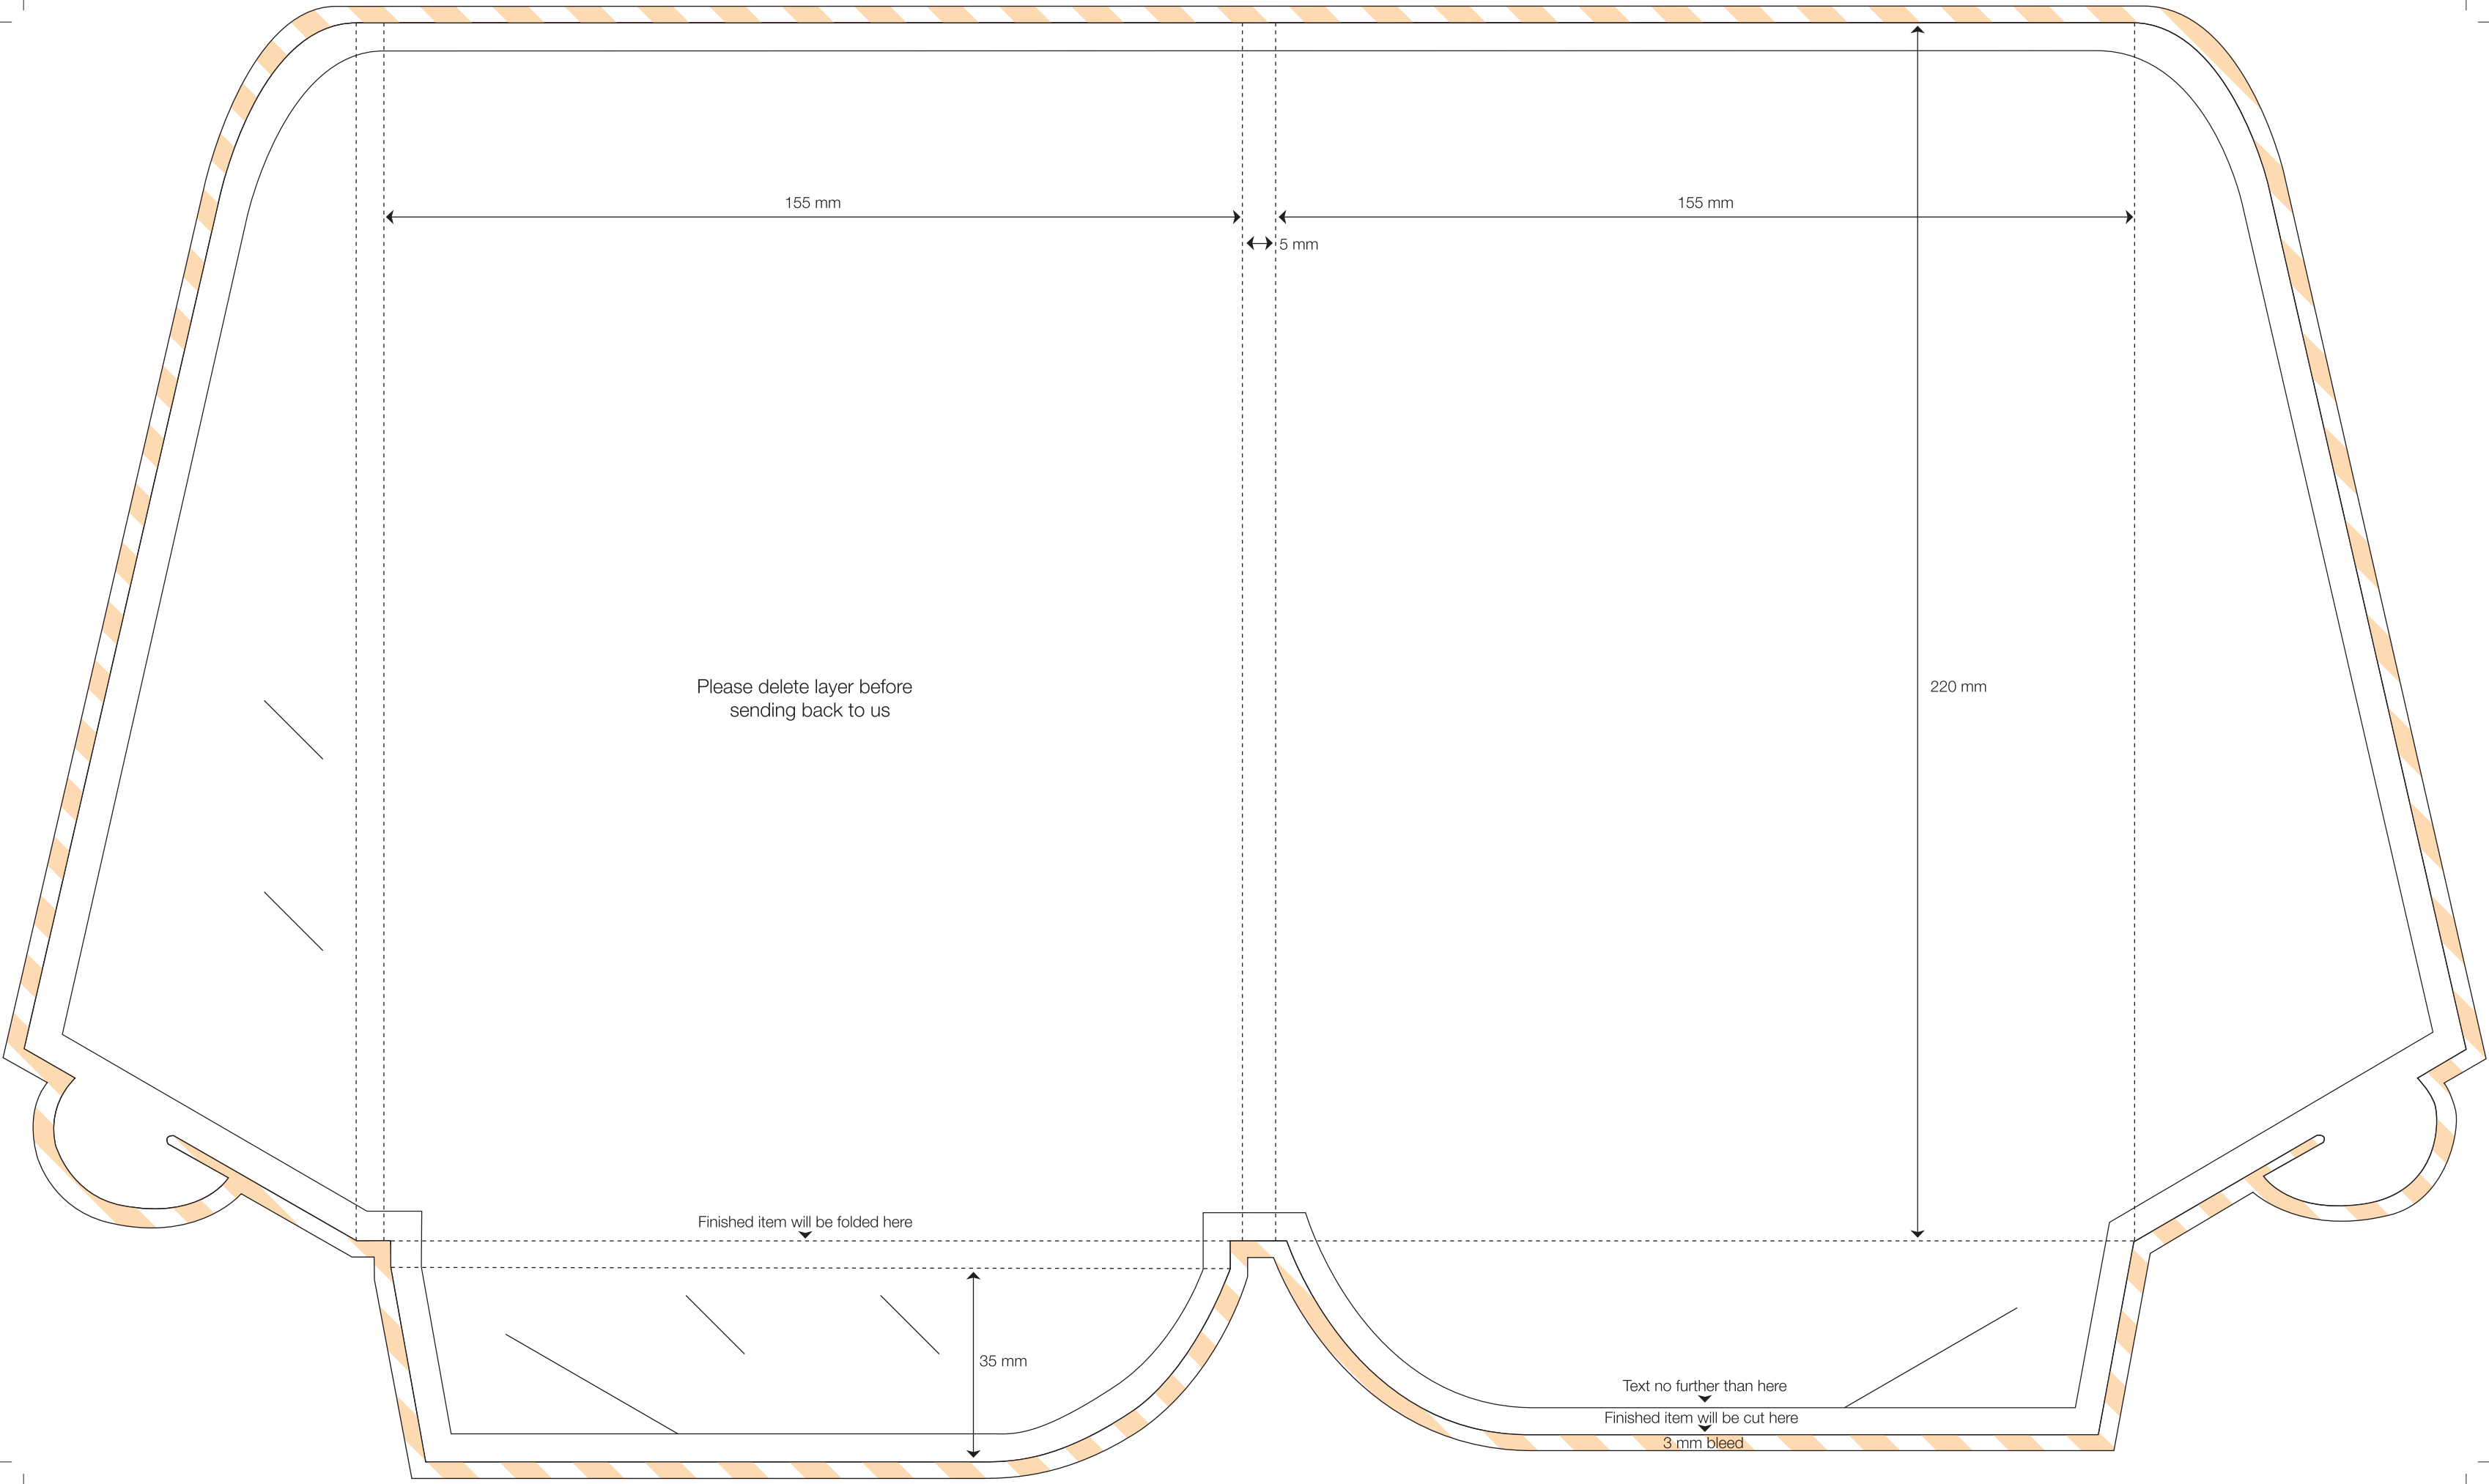 155 mm
155 mm
5 mm
Please delete layer before
sending back to us
220 mm
Finished item will be folded here
35 mm
Text no further than here
Finished item will be cut here
3 mm bleed